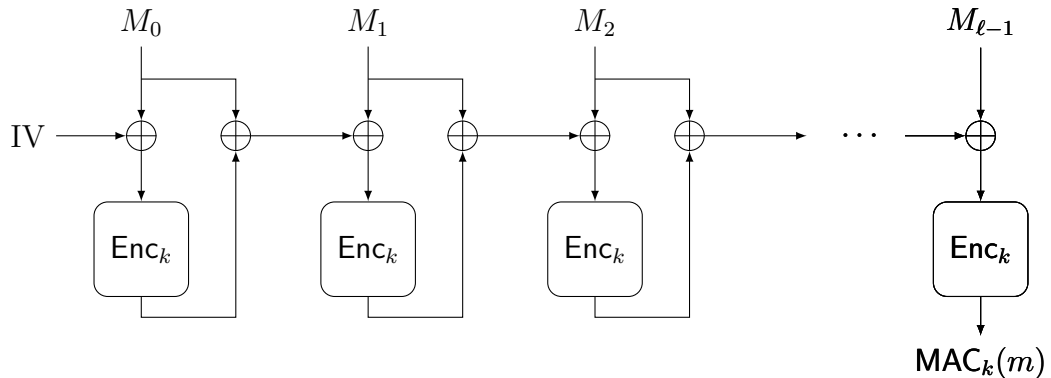 M₀ M₁ M₂ Mℓ₋₁
IV ⋯
Encₖ Encₖ Encₖ Encₖ
MACₖ(m)